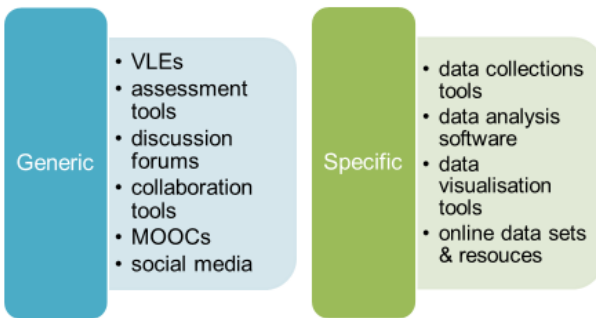 Generic
• VLEs
• assessment
tools
• discussion
forums
• collaboration
tools
• MOOCs
• social media
Specific
• data collections
tools
• data analysis
software
• data
visualisation
tools
• online data sets
& resouces